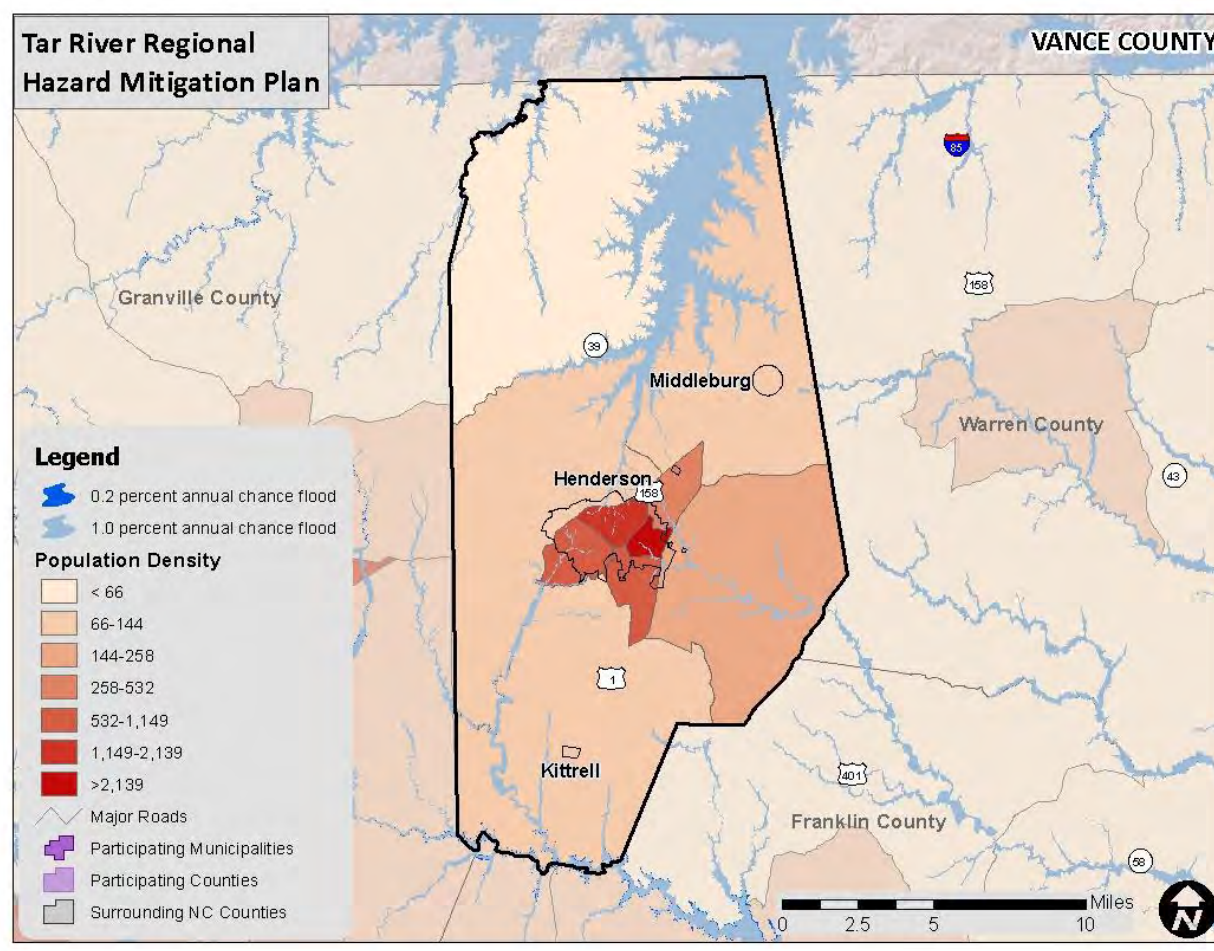 Tar River Regional
Hazard Mitigation Plan
VANCE COUNTY
85
158
Granville County
39
Middleburg
Warren County
43
Henderson
158
1
Kittrell
401
Franklin County
58
Legend
0.2 percent annual chance flood
1.0 percent annual chance flood
Population Density
< 66
66-144
144-258
258-532
532-1,149
1,149-2,139
>2,139
Major Roads
Participating Municipalities
Participating Counties
Surrounding NC Counties
Miles
0 2.5 5 10
N